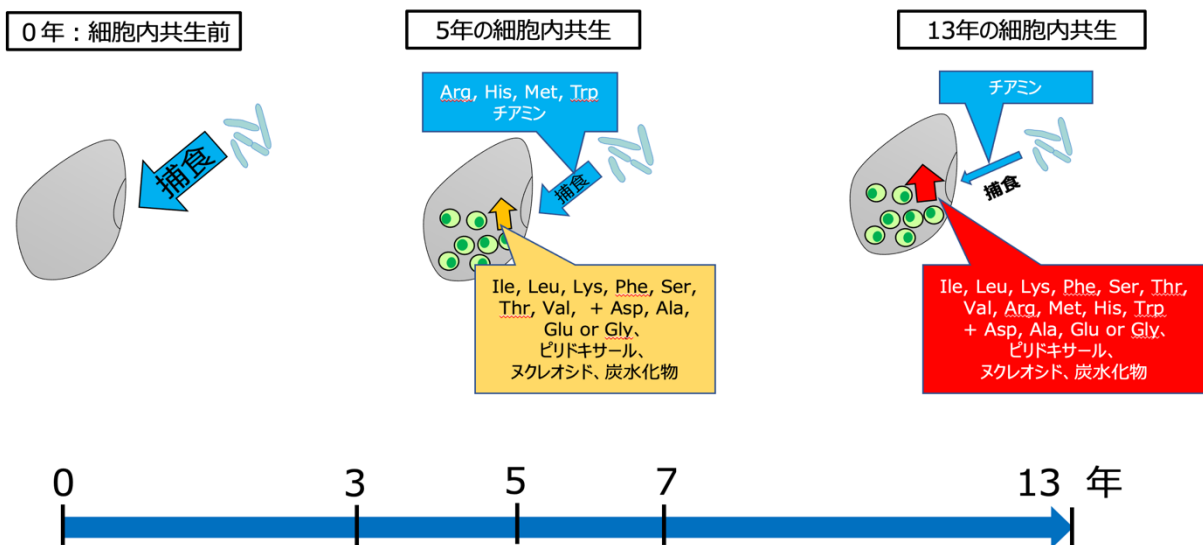 0年:細胞内共生前
捕食
5年の細胞内共生
Arg, His, Met, Trp
チアミン
捕食
Ile, Leu, Lys, Phe, Ser,
Thr, Val, + Asp, Ala,
Glu or Gly、
ピリドキサール、
ヌクレオシド、炭水化物
13年の細胞内共生
チアミン
捕食
Ile, Leu, Lys, Phe, Ser, Thr,
Val, Arg, Met, His, Trp
+ Asp, Ala, Glu or Gly、
ピリドキサール、
ヌクレオシド、炭水化物
0 3 5 7 13 年